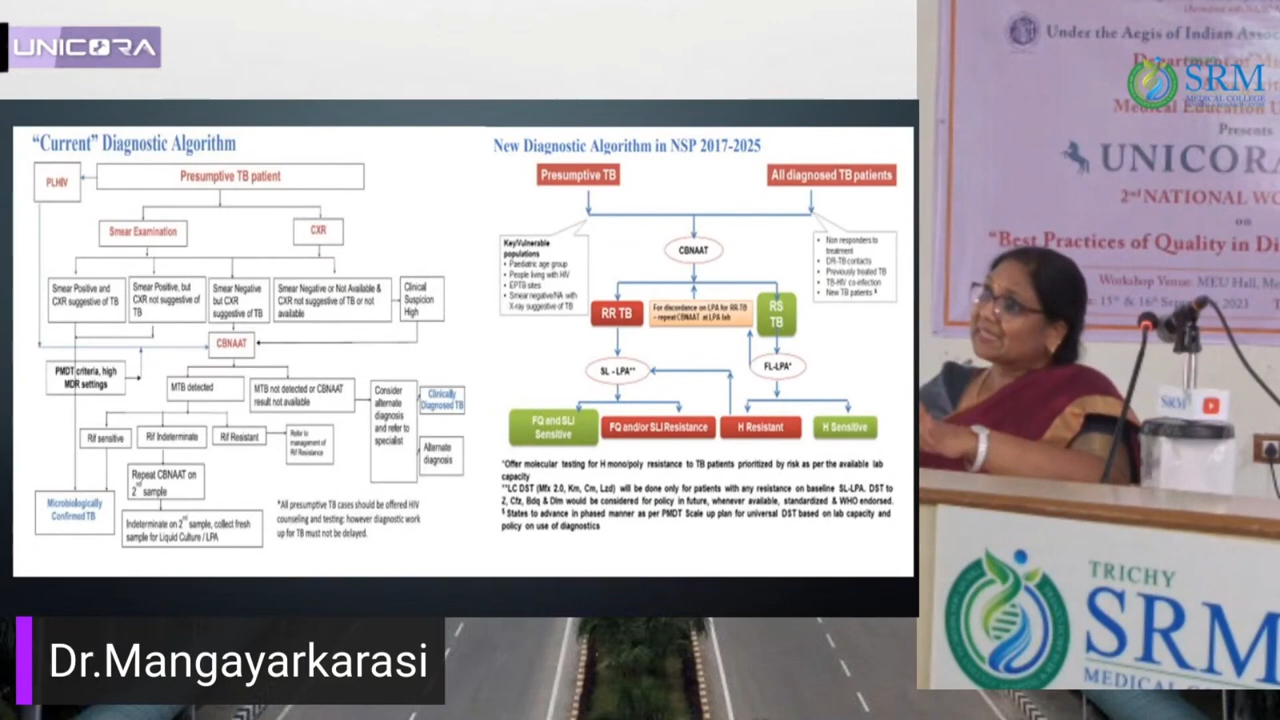 UNICORA
"Current" Diagnostic Algorithm
PLHIV
Presumptive TB patient
Smear Examination
CXR
Smear Positive and
CXR suggestive of TB
Smear Positive, but
CXR not suggestive of
TB
Smear Negative
but CXR
suggestive of TB
Smear Negative or Not Available &
CXR not suggestive of TB or not
available
Clinical
Suspicion
High
CBNAAT
PMDT criteria, high
MDR settings
MTB detected
MTB not detected or CBNAAT
result not available
Consider
alternate
diagnosis
and refer to
specialist
Clinically
Diagnosed TB
Alternate
diagnosis
Rif sensitive
Rif Indeterminate
Rif Resistant
Refer to
management of
Rif Resistance
Repeat CBNAAT on
2nd sample
Microbiologically
Confirmed TB
Indeterminate on 2nd sample, collect fresh
sample for Liquid Culture / LPA
*All presumptive TB cases should be offered HIV
counseling and testing: however diagnostic work
up for TB must not be delayed.
New Diagnostic Algorithm in NSP 2017-2025
Presumptive TB
All diagnosed TB patients
Key/Vulnerable
populations
• Paediatric age group
• People living with HIV
• EPTB sites
• Smear negative/NA with
X-ray suggestive of TB
CBNAAT
• Non responders to
treatment
• DR-TB contacts
• Previously treated TB
• TB-HIV co-infection
• New TB patients $
RR TB
For discordance on LPA for RR-TB
– repeat CBNAAT at LPA lab
RS
TB
SL - LPA**
FL-LPA*
FQ and SLI
Sensitive
FQ and/or SLI Resistance
H Resistant
H Sensitive
*Offer molecular testing for H mono/poly resistance to TB patients prioritized by risk as per the available lab
capacity
**LC DST (Mfx 2.0, Km, Cm, Lzd) will be done only for patients with any resistance on baseline SL-LPA. DST to
Z, Cfz, Bdq & Dlm would be considered for policy in future, whenever available, standardized & WHO endorsed.
$ States to advance in phased manner as per PMDT Scale up plan for universal DST based on lab capacity and
policy on use of diagnostics
Dr.Mangayarkarasi
Under the Aegis of Indian Assoc
SRM
MEDICAL COLLEGE
Medical Education U
Presents
UNICORA
2nd NATIONAL WO
on
"Best Practices of Quality in Di
Workshop Venue: MEU Hall, Ma
15th & 16th Sep 2023
SRM
TRICHY
SRM
MEDICAL